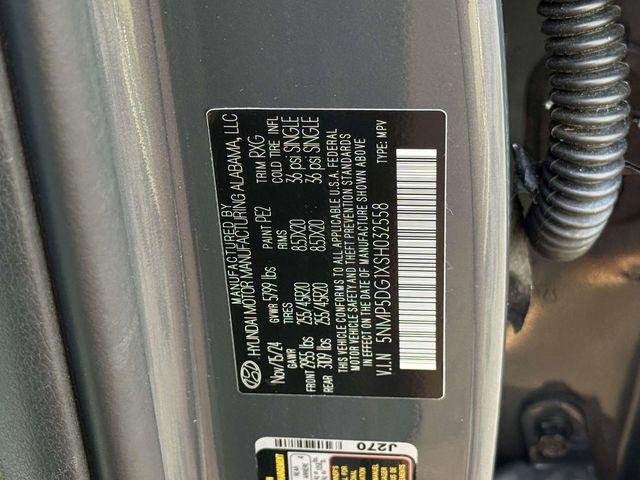 MANUFACTURED BY
HYUNDAI MOTOR MANUFACTURING ALABAMA, LLC
Nov/15/24 GVWR 5799 lbs PAINT PE2 TRIM RXG
GAWR TIRES RIMS COLD TIRE INFL
FRONT 2955 lbs 255/45R20 8.5JX20 36 psi SINGLE
REAR 3109 lbs 255/45R20 8.5JX20 36 psi SINGLE
THIS VEHICLE CONFORMS TO ALL APPLICABLE U.S.A. FEDERAL
MOTOR VEHICLE SAFETY AND THEFT PREVENTION STANDARDS
IN EFFECT ON THE DATE OF MANUFACTURE SHOWN ABOVE.
V.I.N 5NMP5DG1XSH032558 TYPE: MPV
J270